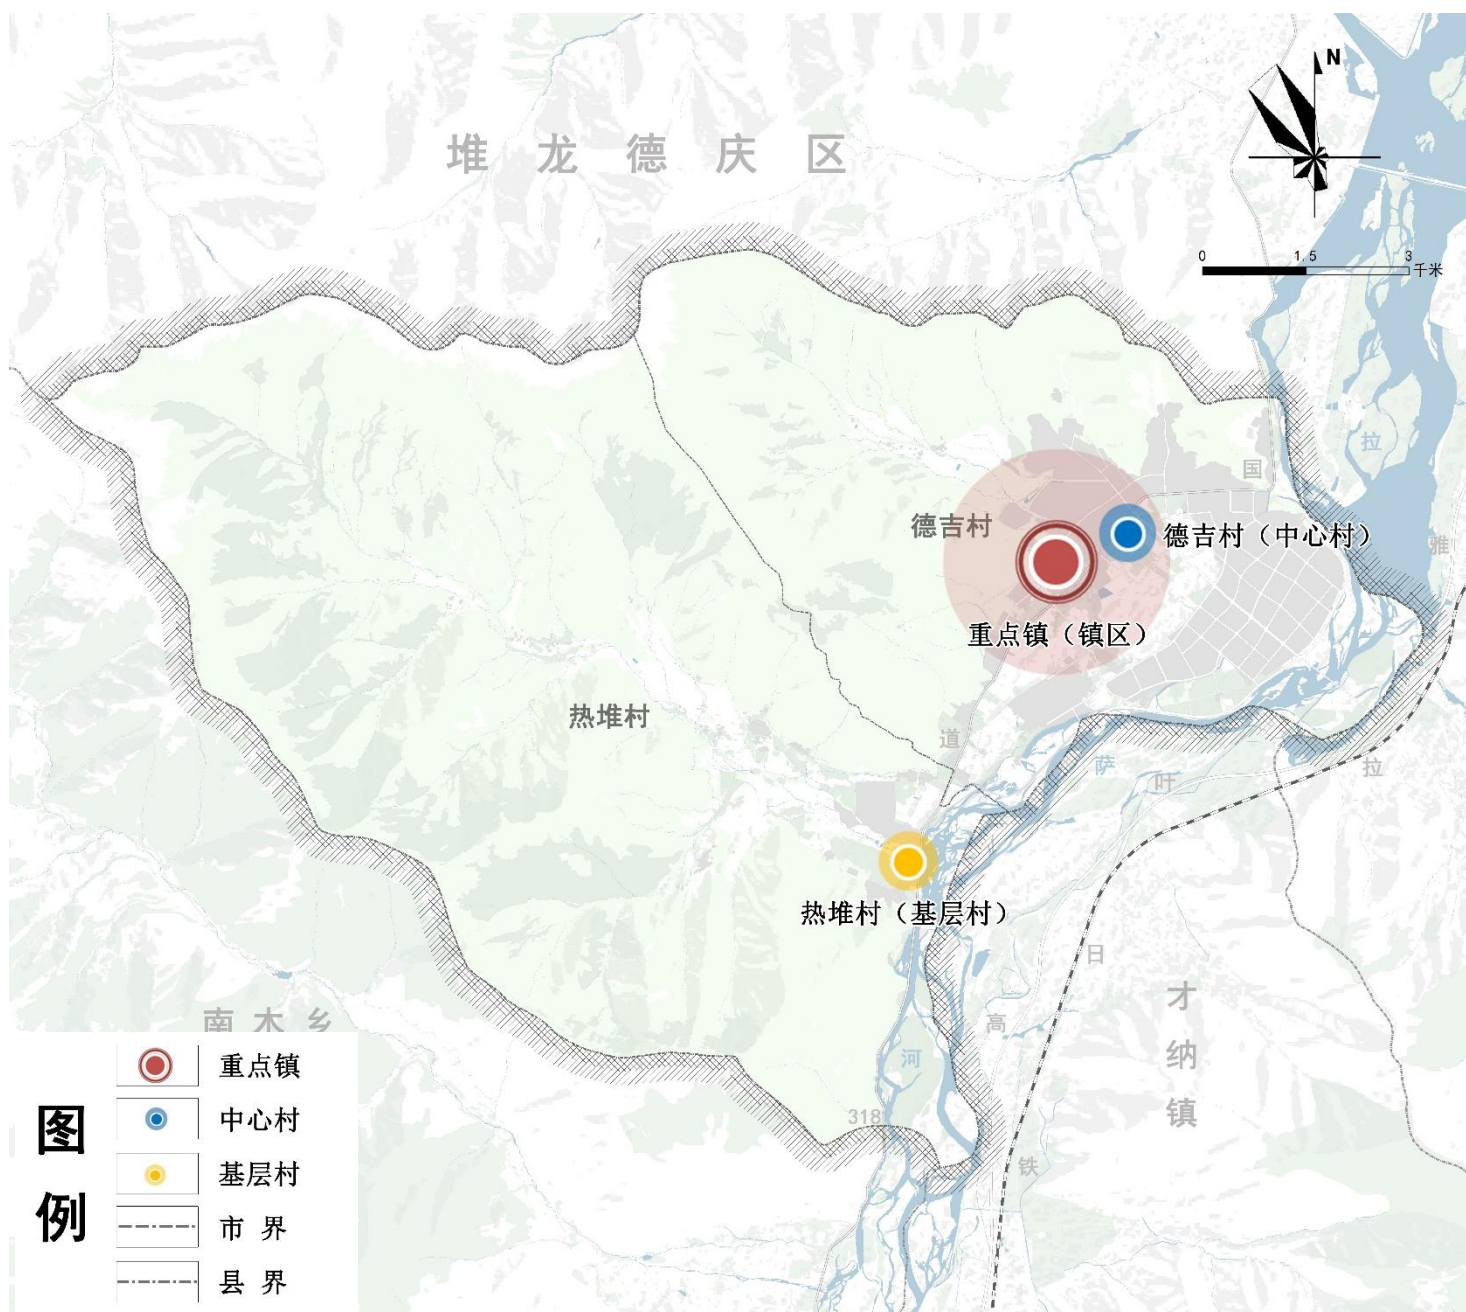 N
0 1.5 3
千米
堆龙德庆区
拉
国
德吉村
德吉村（中心村）
雅
重点镇（镇区）
热堆村
道
萨
叶
拉
热堆村（基层村）
日
才纳镇
高
南木乡
河
318
铁
图例
重点镇
中心村
基层村
市 界
县 界